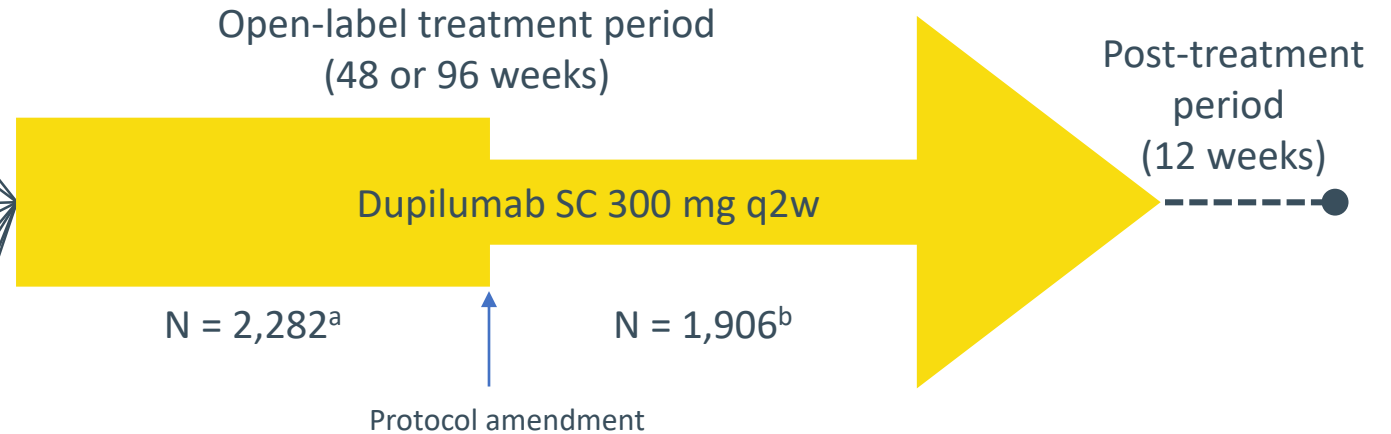 Open-label treatment period
(48 or 96 weeks)
Post-treatment
period
(12 weeks)
Dupilumab SC 300 mg q2w
N = 2,282ᵃ
N = 1,906ᵇ
Protocol amendment